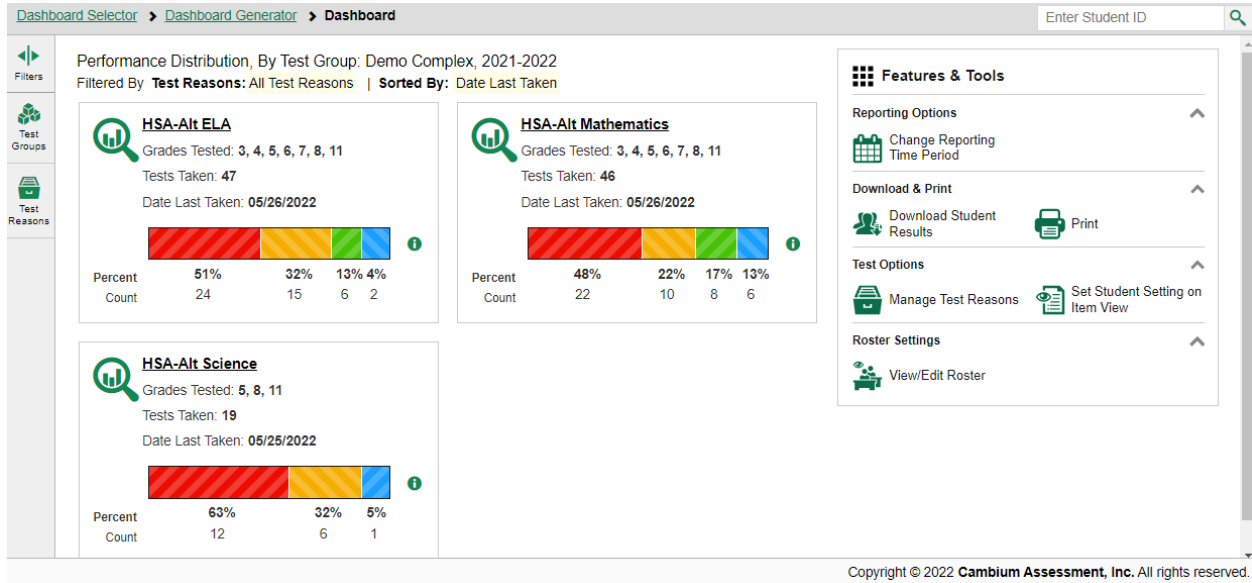 Dashboard Selector > Dashboard Generator > Dashboard
Enter Student ID
Filters
Test
Groups
Test
Reasons
Performance Distribution, By Test Group: Demo Complex, 2021-2022
Filtered By Test Reasons: All Test Reasons | Sorted By: Date Last Taken
HSA-Alt ELA
Grades Tested: 3, 4, 5, 6, 7, 8, 11
Tests Taken: 47
Date Last Taken: 05/26/2022
Percent 51% 32% 13% 4%
Count 24 15 6 2
HSA-Alt Mathematics
Grades Tested: 3, 4, 5, 6, 7, 8, 11
Tests Taken: 46
Date Last Taken: 05/26/2022
Percent 48% 22% 17% 13%
Count 22 10 8 6
HSA-Alt Science
Grades Tested: 5, 8, 11
Tests Taken: 19
Date Last Taken: 05/25/2022
Percent 63% 32% 5%
Count 12 6 1
Features & Tools
Reporting Options
Change Reporting
Time Period
Download & Print
Download Student
Results
Print
Test Options
Manage Test Reasons
Set Student Setting on
Item View
Roster Settings
View/Edit Roster
Copyright © 2022 Cambium Assessment, Inc. All rights reserved.